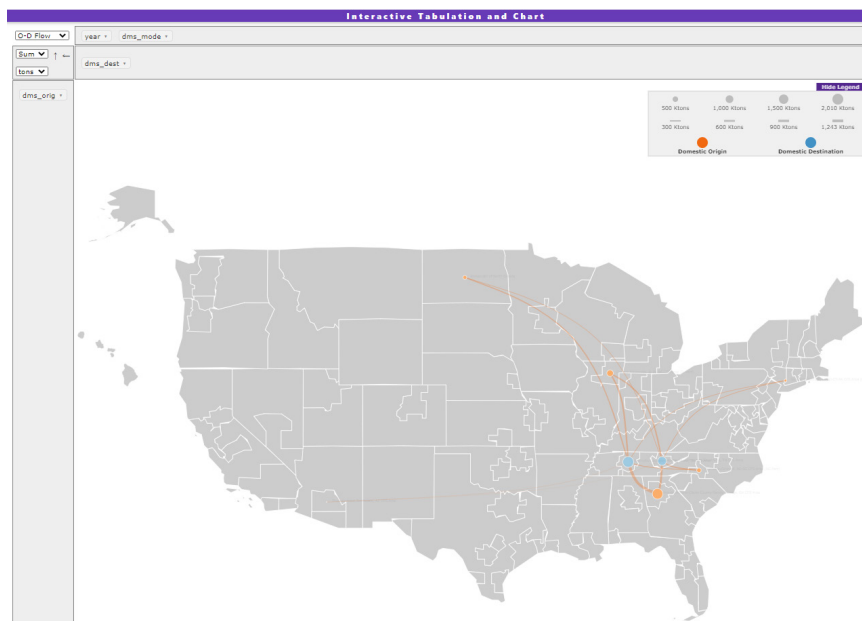 Interactive Tabulation and Chart
O-D Flow
year
dms_mode
Sum
tons
dms_dest
dms_orig
Hide Legend
500 Ktons 1,000 Ktons 1,500 Ktons 2,010 Ktons
300 Ktons 600 Ktons 900 Ktons 1,243 Ktons
Domestic Origin Domestic Destination